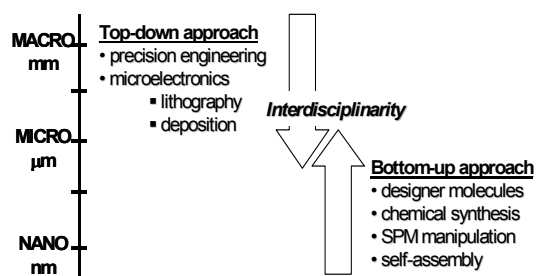 MACRO
mm
MICRO
μm
NANO
nm
Top-down approach
• precision engineering
• microelectronics
▪ lithography
▪ deposition
Interdisciplinarity
Bottom-up approach
• designer molecules
• chemical synthesis
• SPM manipulation
• self-assembly